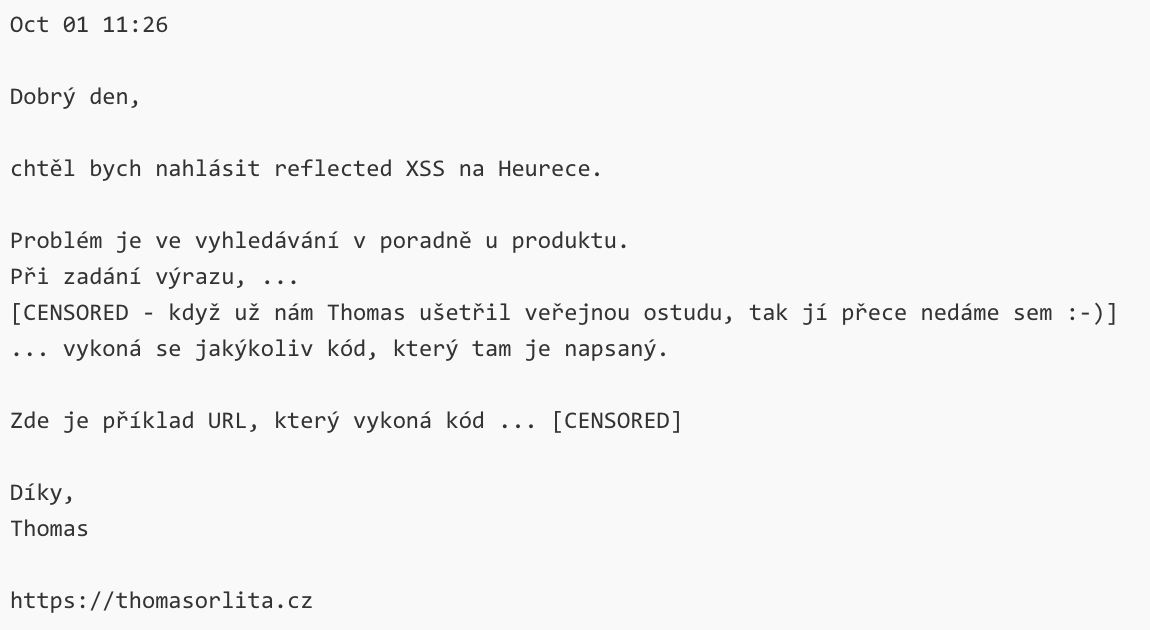 Oct 01 11:26
Dobrý den,
chtěl bych nahlásit reflected XSS na Heurece.
Problém je ve vyhledávání v poradně u produktu.
Při zadání výrazu, ...
[CENSORED - když už nám Thomas ušetřil veřejnou ostudu, tak jí přece nedáme sem :-)]
... vykoná se jakýkoliv kód, který tam je napsaný.
Zde je příklad URL, který vykoná kód ... [CENSORED]
Díky,
Thomas
https://thomasorlita.cz